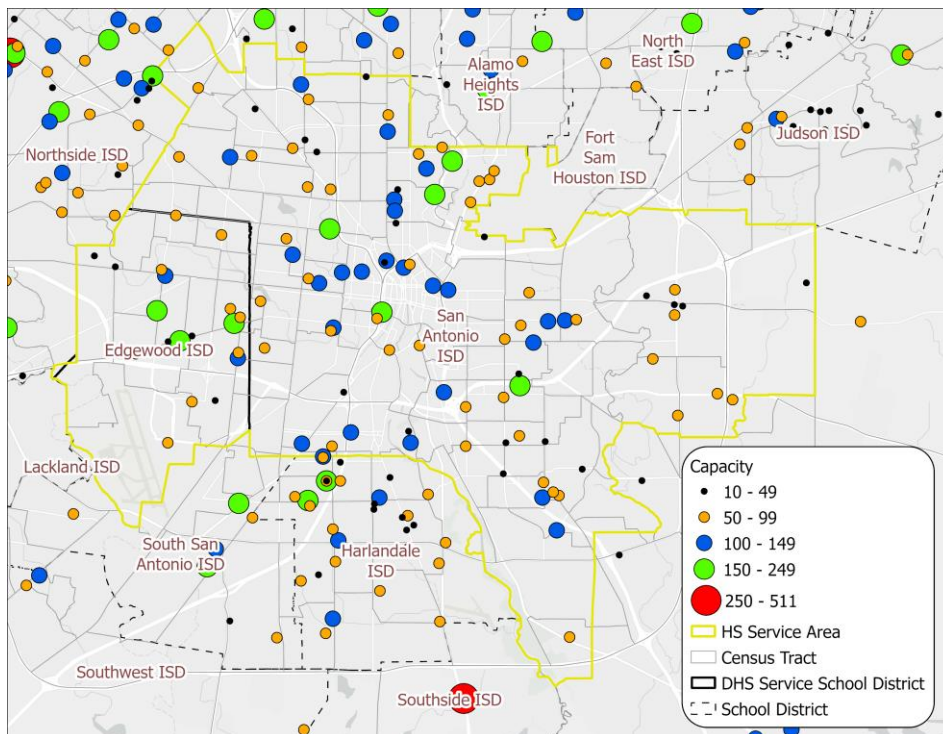 North
East ISD
Alamo
Heights
ISD
Fort
Sam
Houston ISD
Judson ISD
Northside ISD
San
Antonio
ISD
Edgewood ISD
Lackland ISD
South San
Antonio ISD
Harlandale
ISD
Southwest ISD
Southside ISD
Capacity
10 - 49
50 - 99
100 - 149
150 - 249
250 - 511
HS Service Area
Census Tract
DHS Service School District
School District